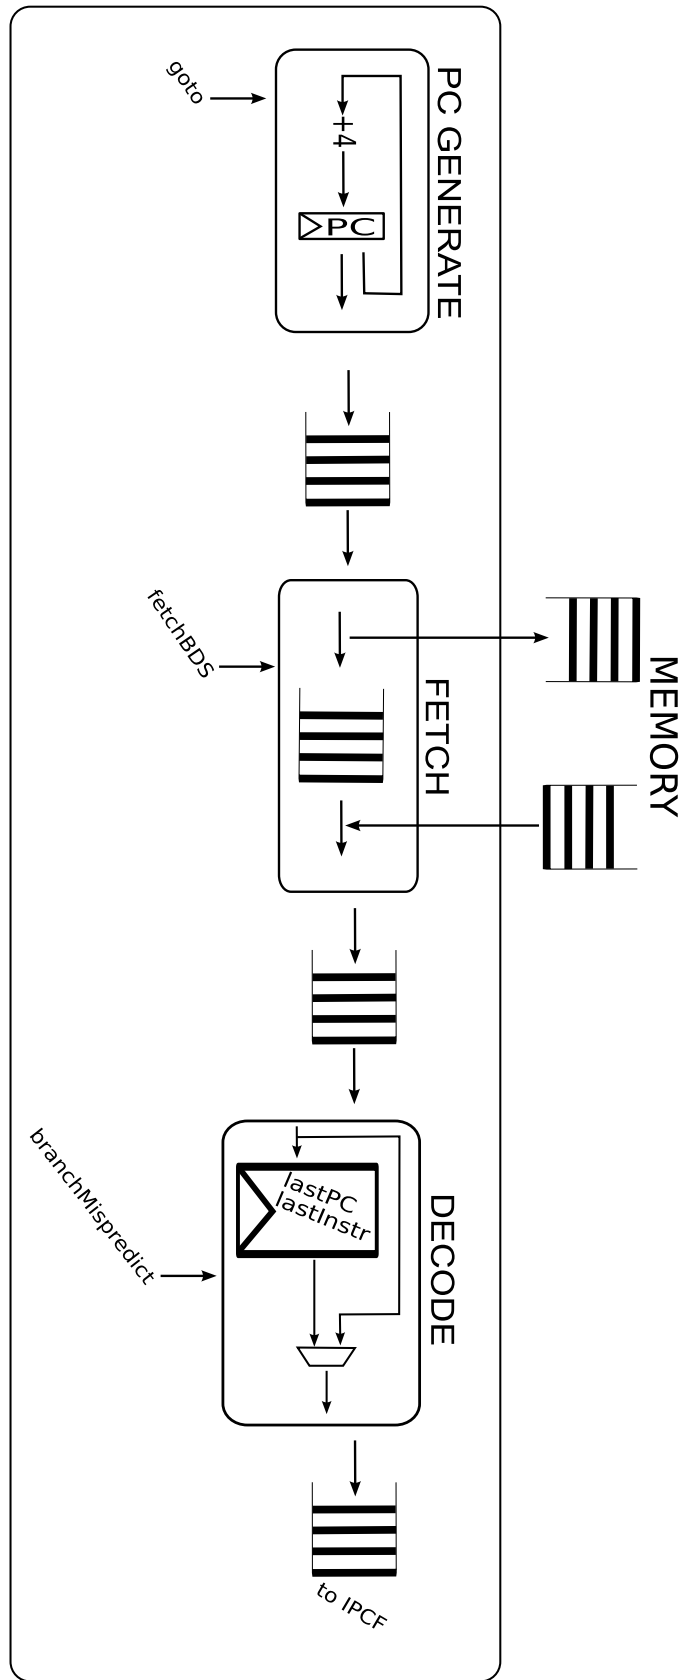 PC GENERATE
goto
+4
PC
MEMORY
FETCH
fetchBDS
DECODE
lastPC
lastInstr
branchMispredict
to IPCF